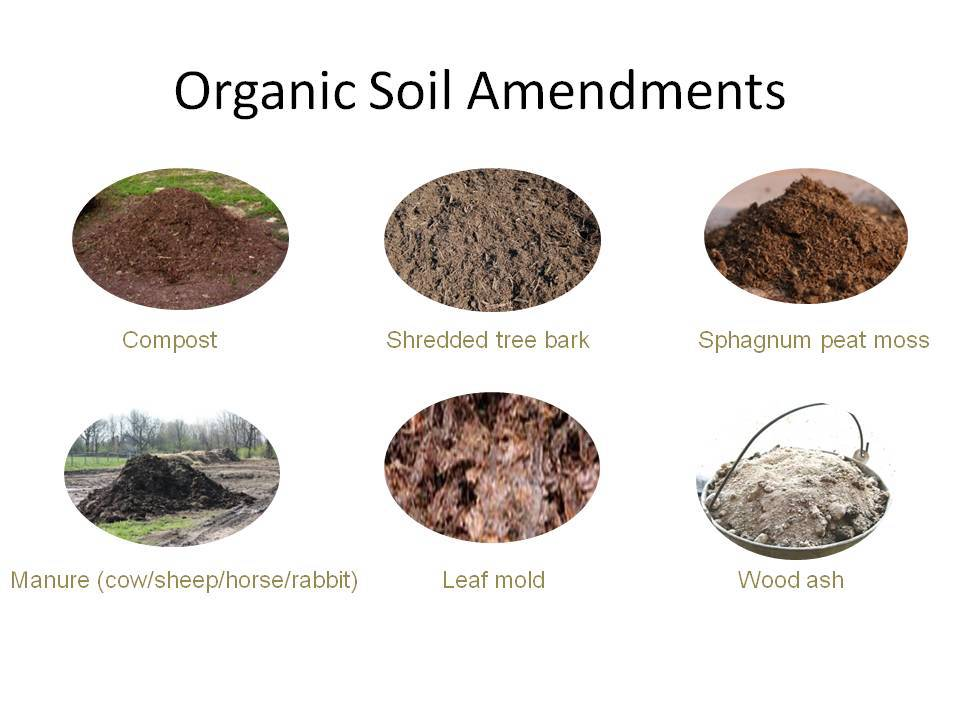 Organic Soil Amendments
Compost
Shredded tree bark
Sphagnum peat moss
Manure (cow/sheep/horse/rabbit)
Leaf mold
Wood ash